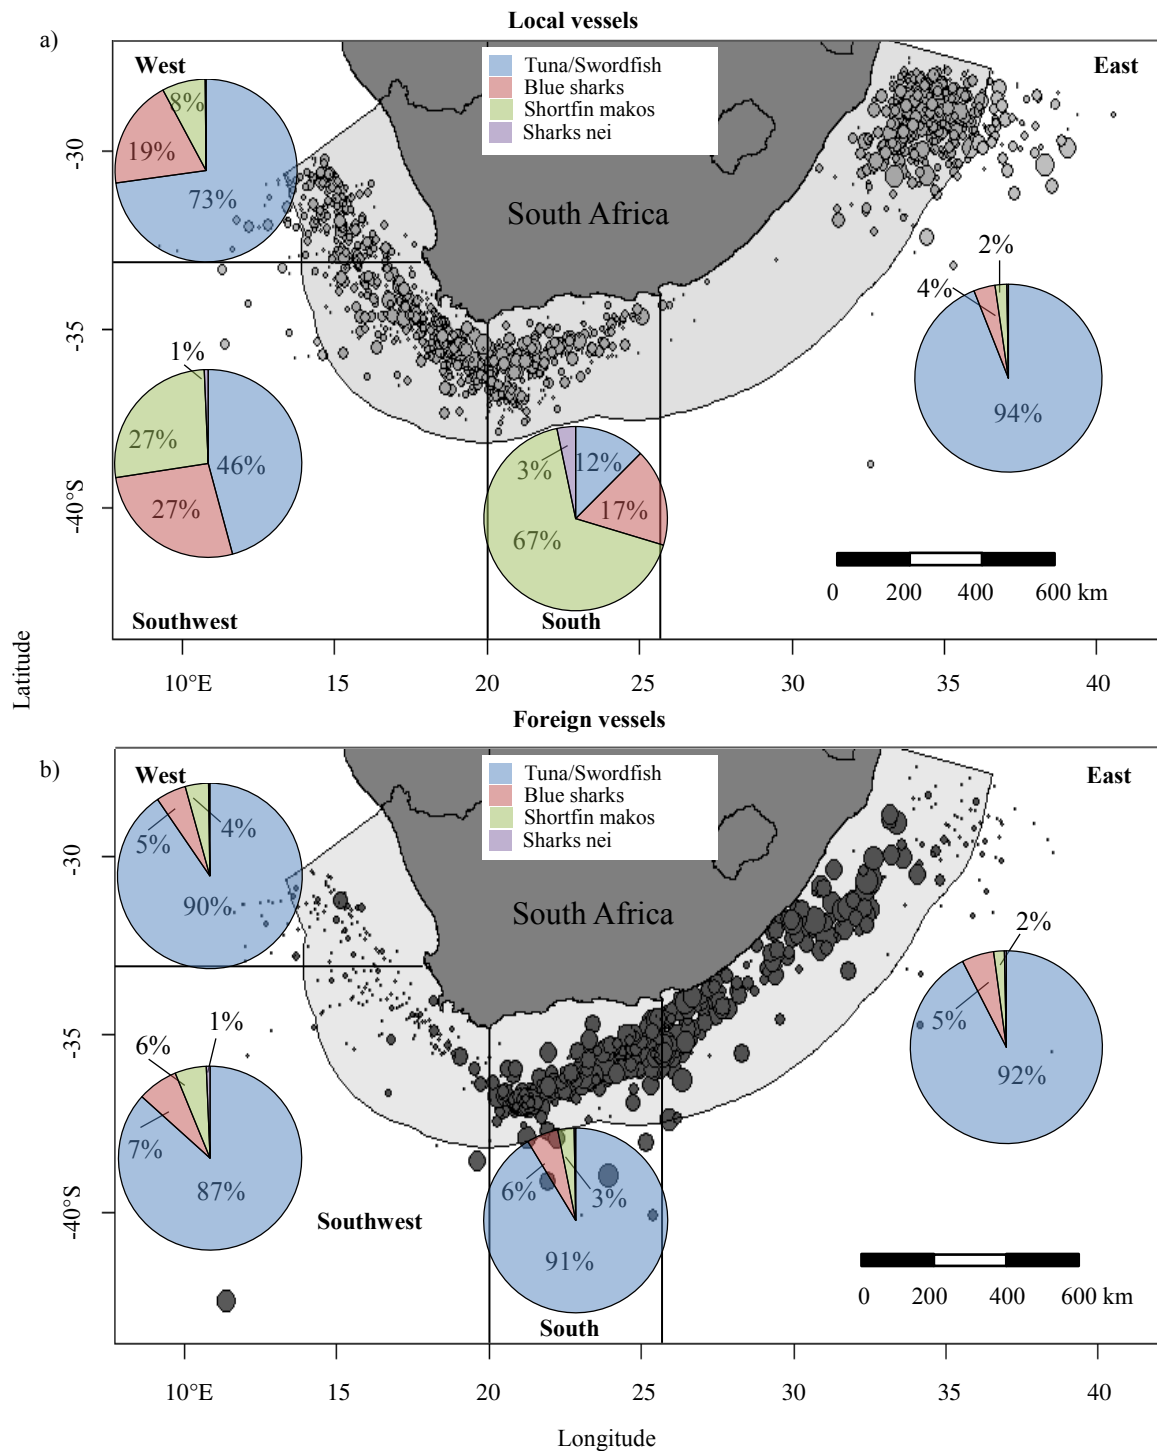 Local vessels
a)
West
East
Tuna/Swordfish
Blue sharks
Shortfin makos
Sharks nei
8%
19%
73%
-30
South Africa
2%
4%
94%
-35
1%
27%
46%
27%
3%
12%
17%
67%
-40°S
0 200 400 600 km
Southwest
South
Latitude
10°E 15 20 25 30 35 40
Foreign vessels
b)
West
East
Tuna/Swordfish
Blue sharks
Shortfin makos
Sharks nei
4%
5%
90%
-30
South Africa
2%
5%
92%
-35
1%
6%
7%
87%
6%
3%
91%
-40°S
Southwest
0 200 400 600 km
South
10°E 15 20 25 30 35 40
Longitude